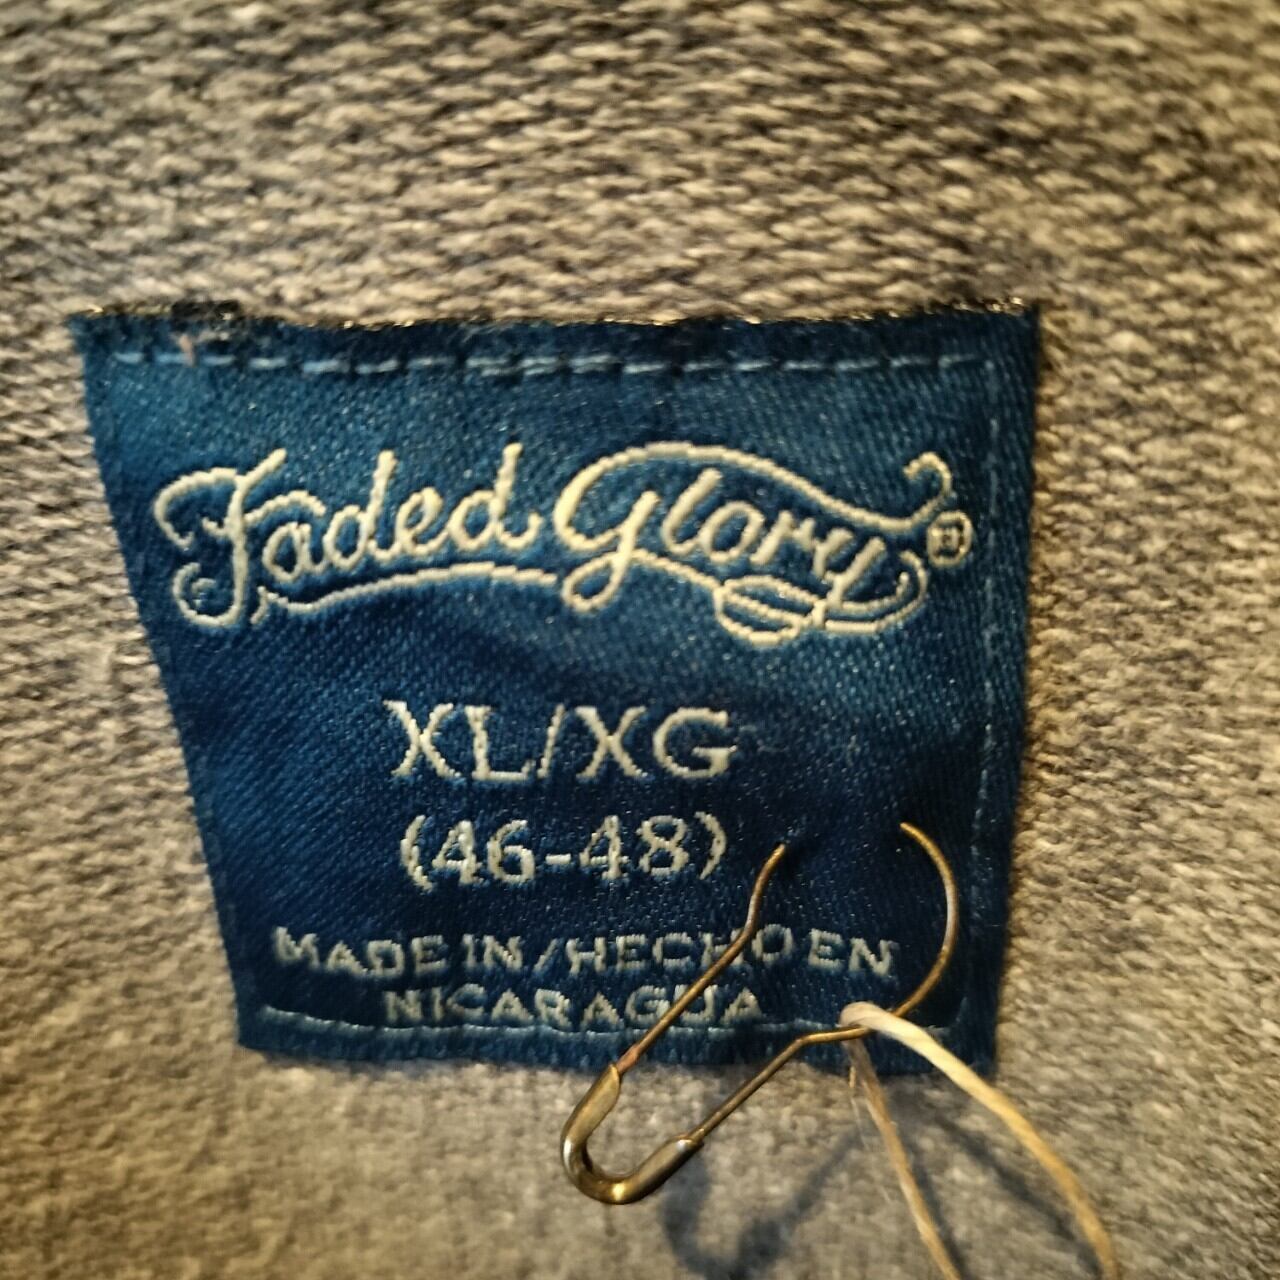 Faded Glory®
XL/XG
(46-48)
MADE IN/HECHO EN
NICARAGUA